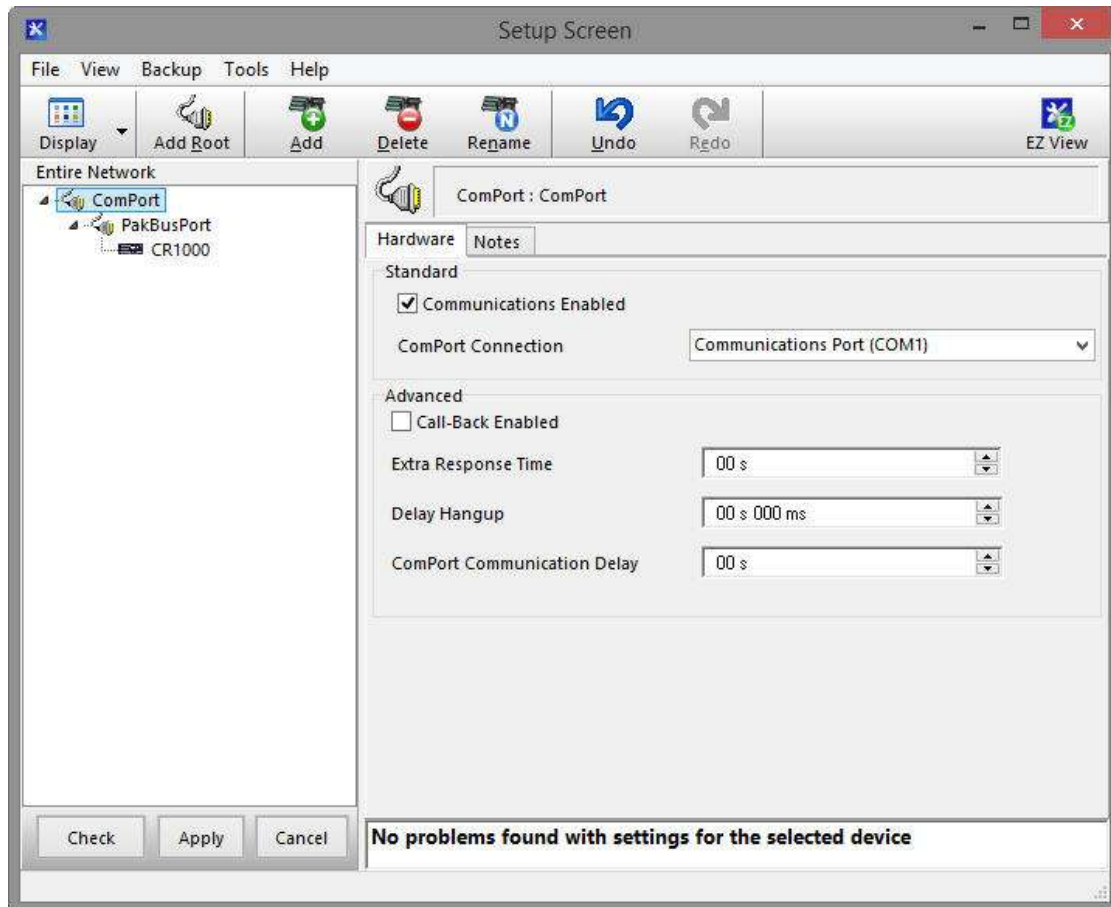 Setup Screen
File View Backup Tools Help
Display Add Root Add Delete Rename Undo Redo EZ View
Entire Network
ComPort
PakBusPort
CR1000
ComPort : ComPort
Hardware Notes
Standard
Communications Enabled
ComPort Connection Communications Port (COM1)
Advanced
Call-Back Enabled
Extra Response Time 00 s
Delay Hangup 00 s 000 ms
ComPort Communication Delay 00 s
Check Apply Cancel
No problems found with settings for the selected device